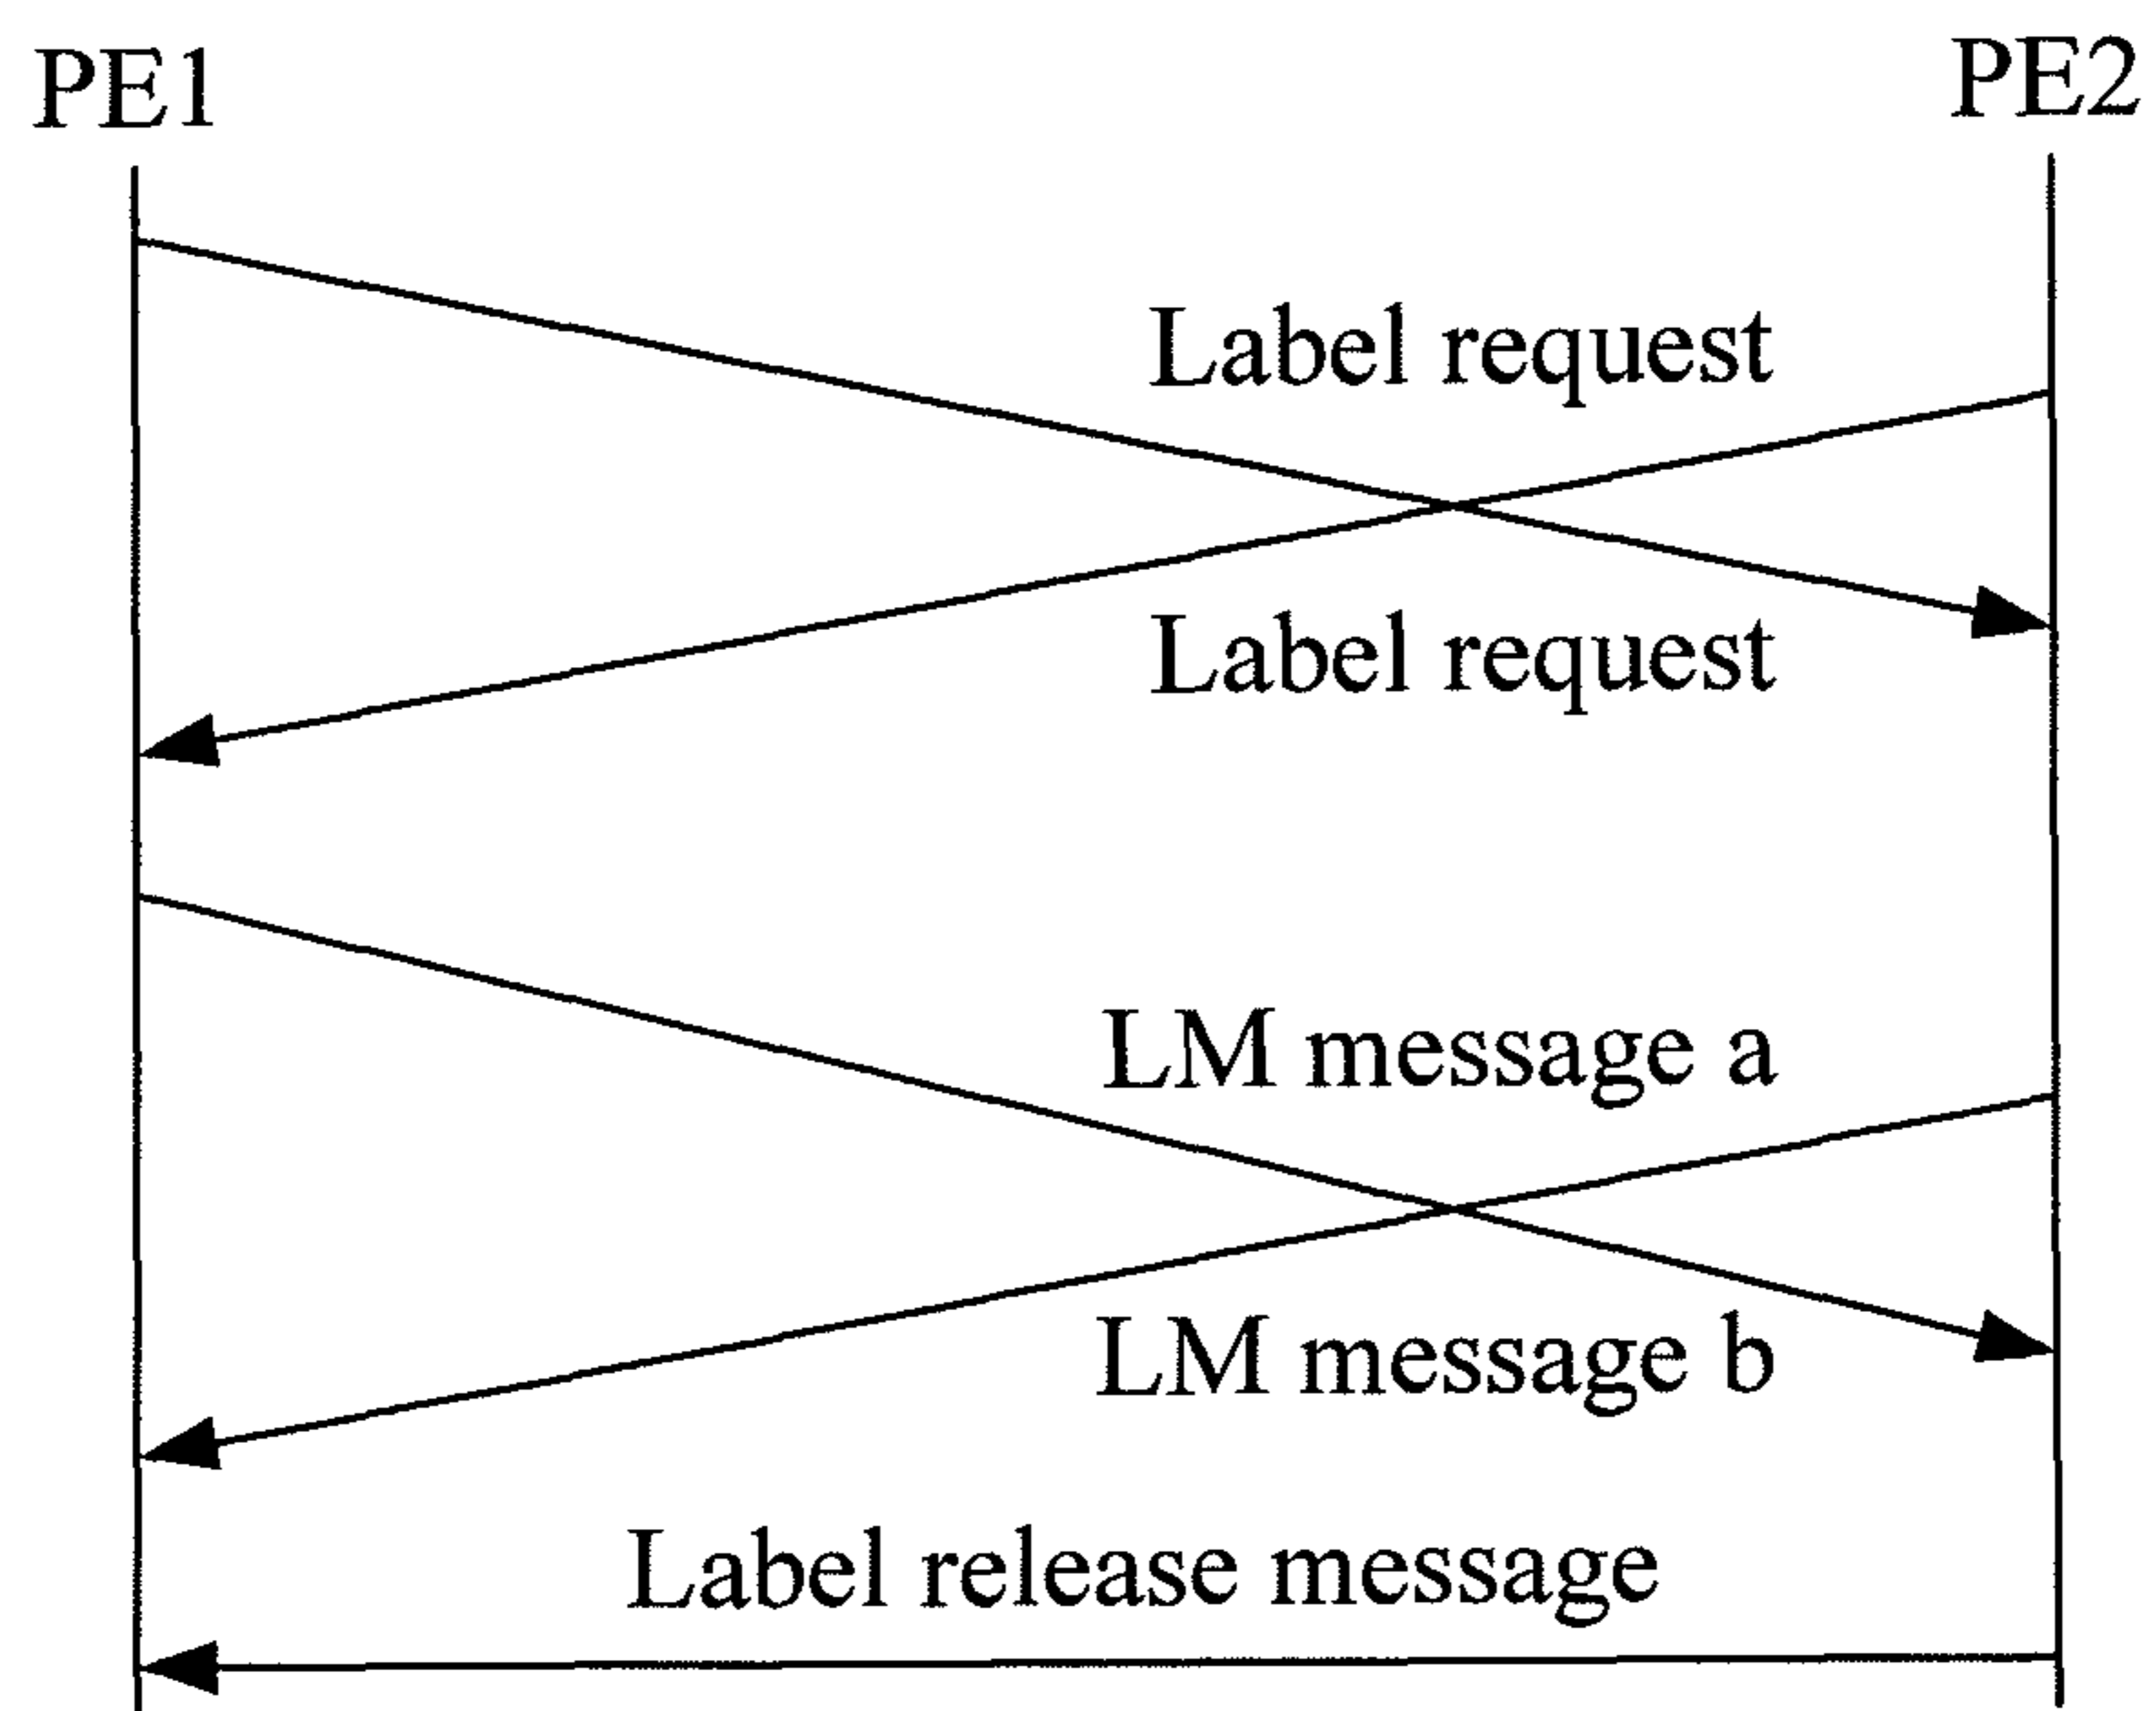 PE1
PE2
Label request
Label request
LM message a
LM message b
Label release message